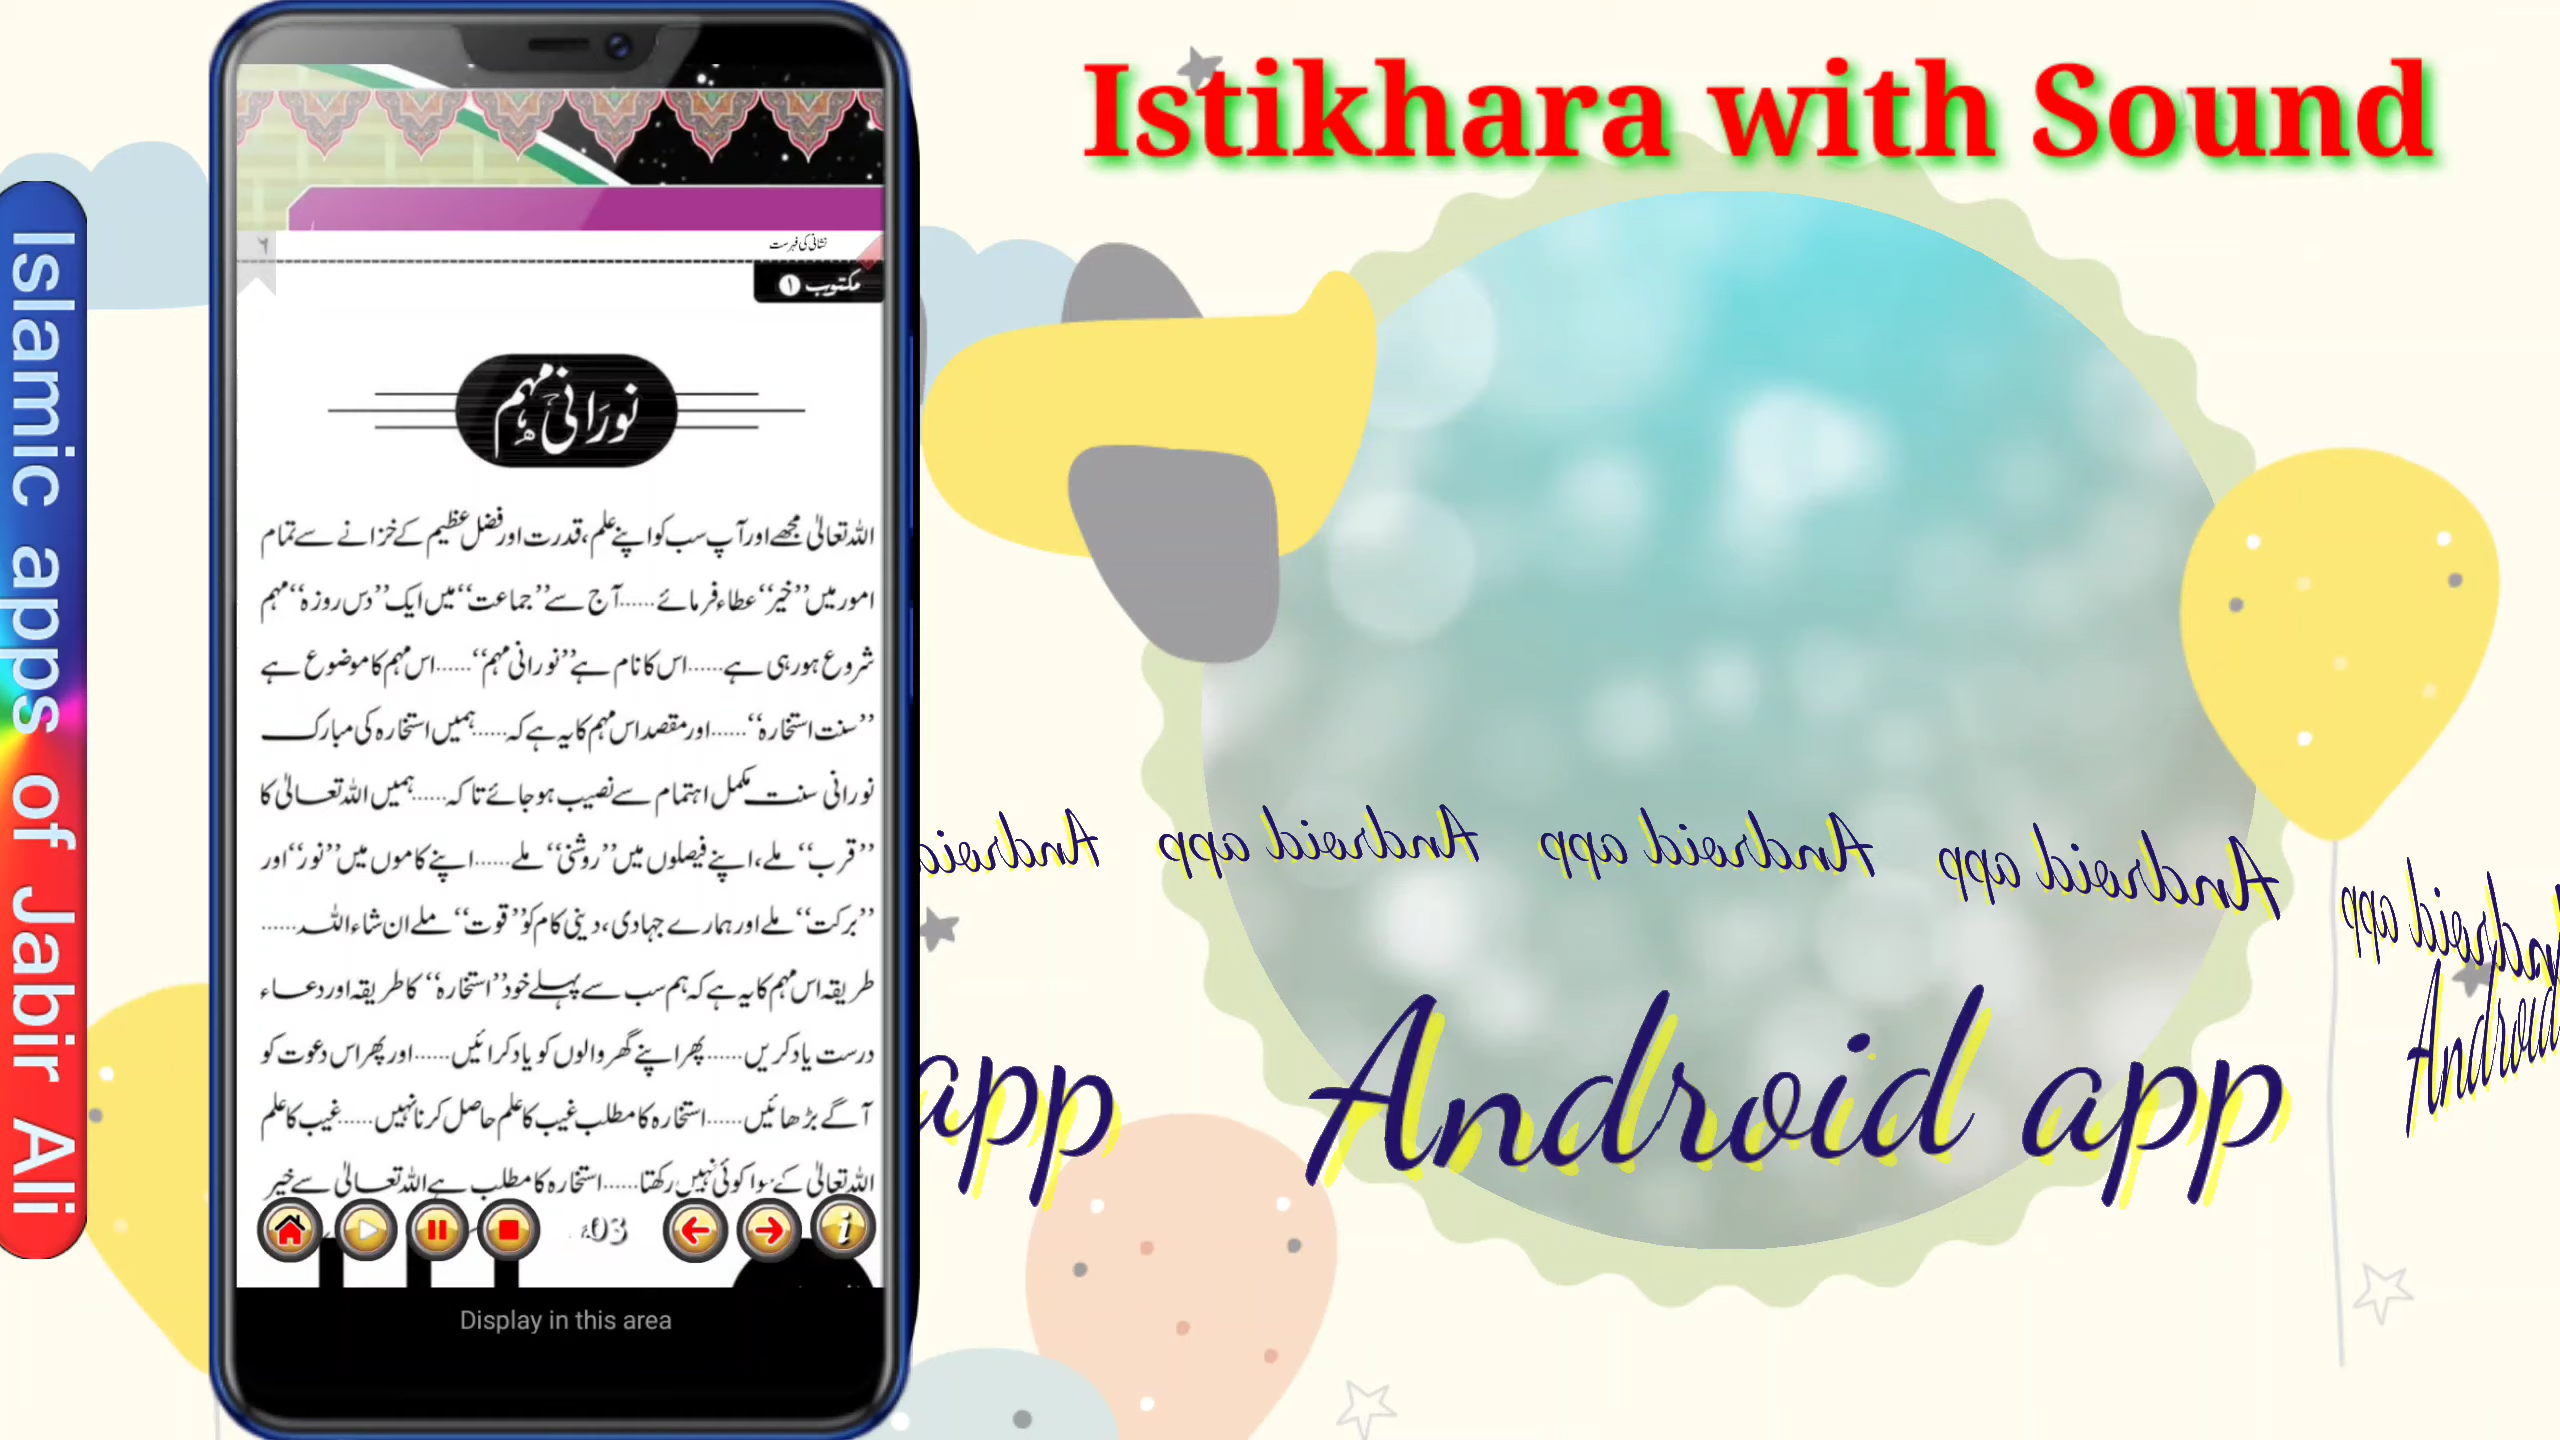 Istikhara with Sound
Islamic apps of Jabir Ali
٦
نشانی کی فہرست
مکتوب ١
نورانی مہم
اللہ تعالیٰ مجھے اور آپ سب کو اپنے علم، قدرت اور فضل عظیم کے خزانے سے تمام
امور میں ”خیر“ عطاء فرمائے......آج سے ”جماعت“ میں ایک ”دس روزہ“ مہم
شروع ہورہی ہے......اس کا نام ہے ”نورانی مہم“......اس مہم کا موضوع ہے
”سنت استخارہ“......اور مقصد اس مہم کا یہ ہے کہ......ہمیں استخارہ کی مبارک
نورانی سنت مکمل اہتمام سے نصیب ہوجائے تاکہ......ہمیں اللہ تعالیٰ کا
”قرب“ ملے، اپنے فیصلوں میں ”روشنی“ ملے......اپنے کاموں میں ”نور“ اور
”برکت“ ملے اور ہمارے جہادی، دینی کام کو ”قوت“ ملے ان شاء اللہ......
طریقہ اس مہم کا یہ ہے کہ ہم سب سے پہلے خود ”استخارہ“ کا طریقہ اور دعاء
درست یاد کریں......پھر اپنے گھر والوں کو یاد کرائیں......اور پھر اس دعوت کو
آگے بڑھائیں......استخارہ کا مطلب غیب کا علم حاصل کرنا نہیں......غیب کا علم
اللہ تعالیٰ کے سوا کوئی نہیں رکھتا......استخارہ کا مطلب ہے اللہ تعالیٰ سے خیر
03
i
Display in this area
Android
Android app
Android app
Android app
Android app
app
Android app
Android